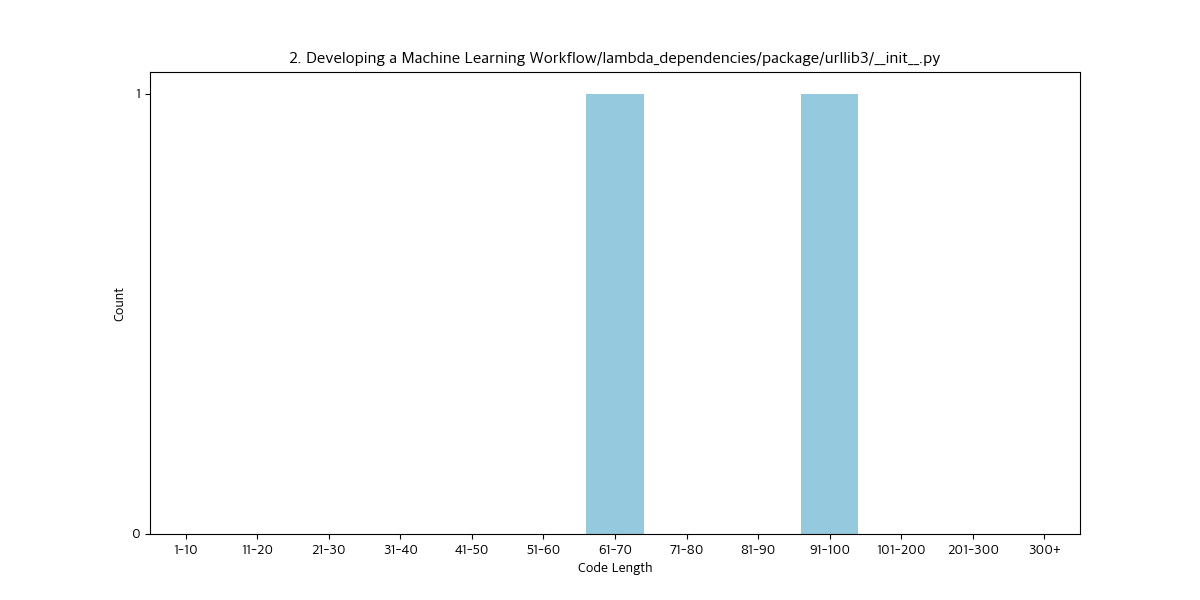 2. Developing a Machine Learning Workflow/lambda_dependencies/package/urllib3/__init__.py
1
Count
0
1-10 11-20 21-30 31-40 41-50 51-60 61-70 71-80 81-90 91-100 101-200 201-300 300+
Code Length